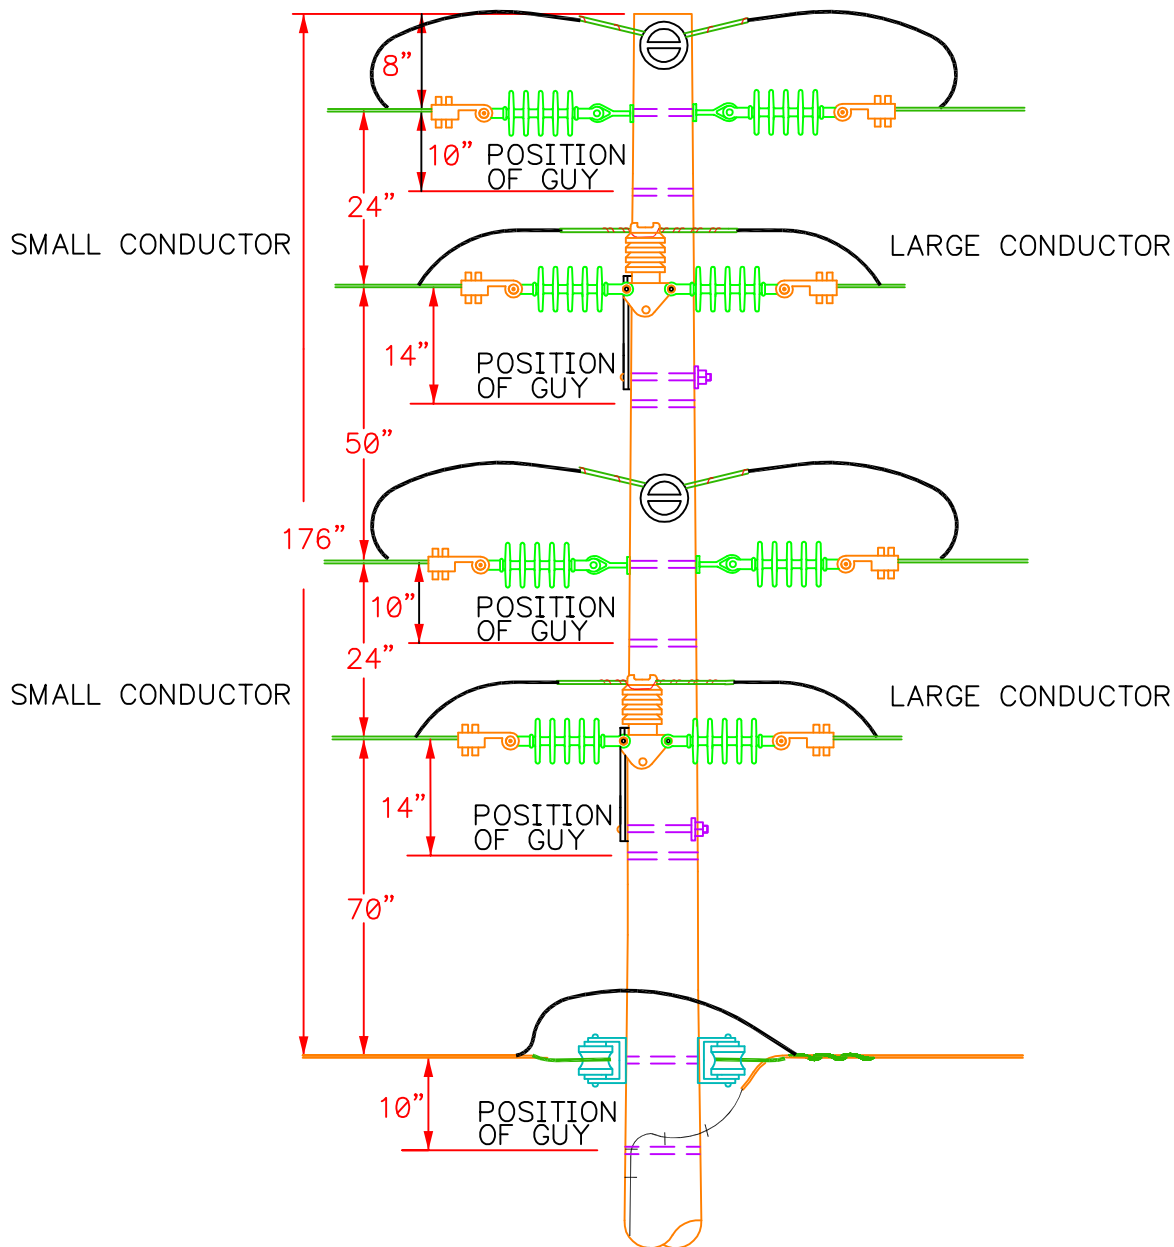 8”
10” POSITION
OF GUY
24”
SMALL CONDUCTOR
LARGE CONDUCTOR
14”
POSITION
OF GUY
50”
176”
10”
POSITION
OF GUY
24”
SMALL CONDUCTOR
LARGE CONDUCTOR
14”
POSITION
OF GUY
70”
10”
POSITION
OF GUY